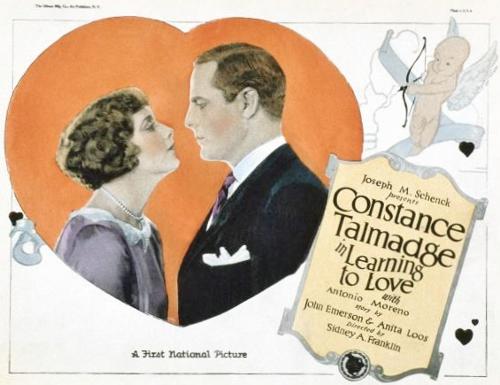 Joseph M. Schenck
presents
Constance
Talmadge
in Learning
to Love
with
Antonio Moreno
story by
John Emerson & Anita Loos
Directed by
Sidney A. Franklin
A First National Picture